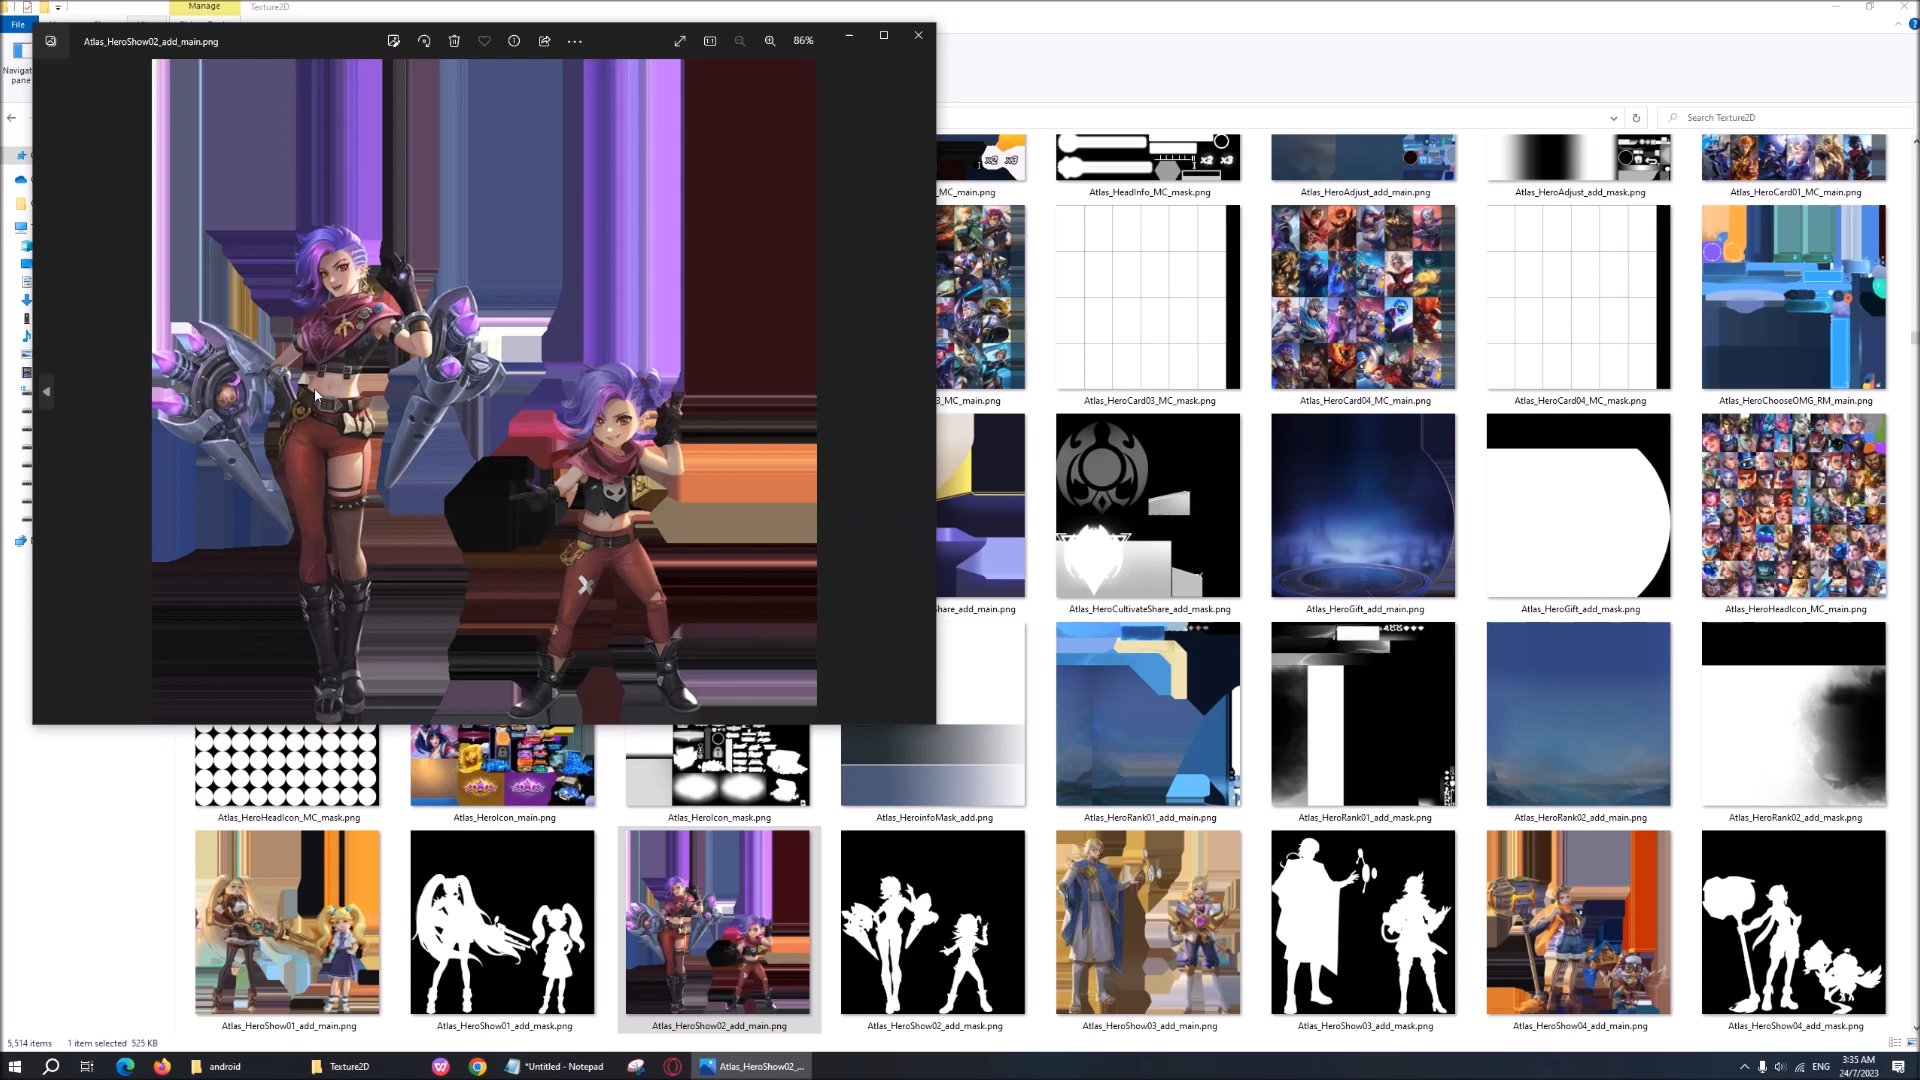 Manage
Texture2D
File
Atlas_HeroShow02_add_main.png
86%
Search Texture2D
_MC_main.png
Atlas_HeadInfo_MC_mask.png
Atlas_HeroAdjust_add_main.png
Atlas_HeroAdjust_add_mask.png
Atlas_HeroCard01_MC_main.png
3_MC_main.png
Atlas_HeroCard03_MC_mask.png
Atlas_HeroCard04_MC_main.png
Atlas_HeroCard04_MC_mask.png
Atlas_HeroChooseOMG_RM_main.png
hare_add_main.png
Atlas_HeroCultivateShare_add_mask.png
Atlas_HeroGift_add_main.png
Atlas_HeroGift_add_mask.png
Atlas_HeroHeadIcon_MC_main.png
Atlas_HeroHeadIcon_MC_mask.png
Atlas_HeroIcon_main.png
Atlas_HeroIcon_mask.png
Atlas_HeroinfoMask_add.png
Atlas_HeroRank01_add_main.png
Atlas_HeroRank01_add_mask.png
Atlas_HeroRank02_add_main.png
Atlas_HeroRank02_add_mask.png
Atlas_HeroShow01_add_main.png
Atlas_HeroShow01_add_mask.png
Atlas_HeroShow02_add_main.png
Atlas_HeroShow02_add_mask.png
Atlas_HeroShow03_add_main.png
Atlas_HeroShow03_add_mask.png
Atlas_HeroShow04_add_main.png
Atlas_HeroShow04_add_mask.png
5,514 items 1 item selected 525 KB
android
Texture2D
*Untitled - Notepad
Atlas_HeroShow02_...
ENG
3:35 AM
24/7/2023